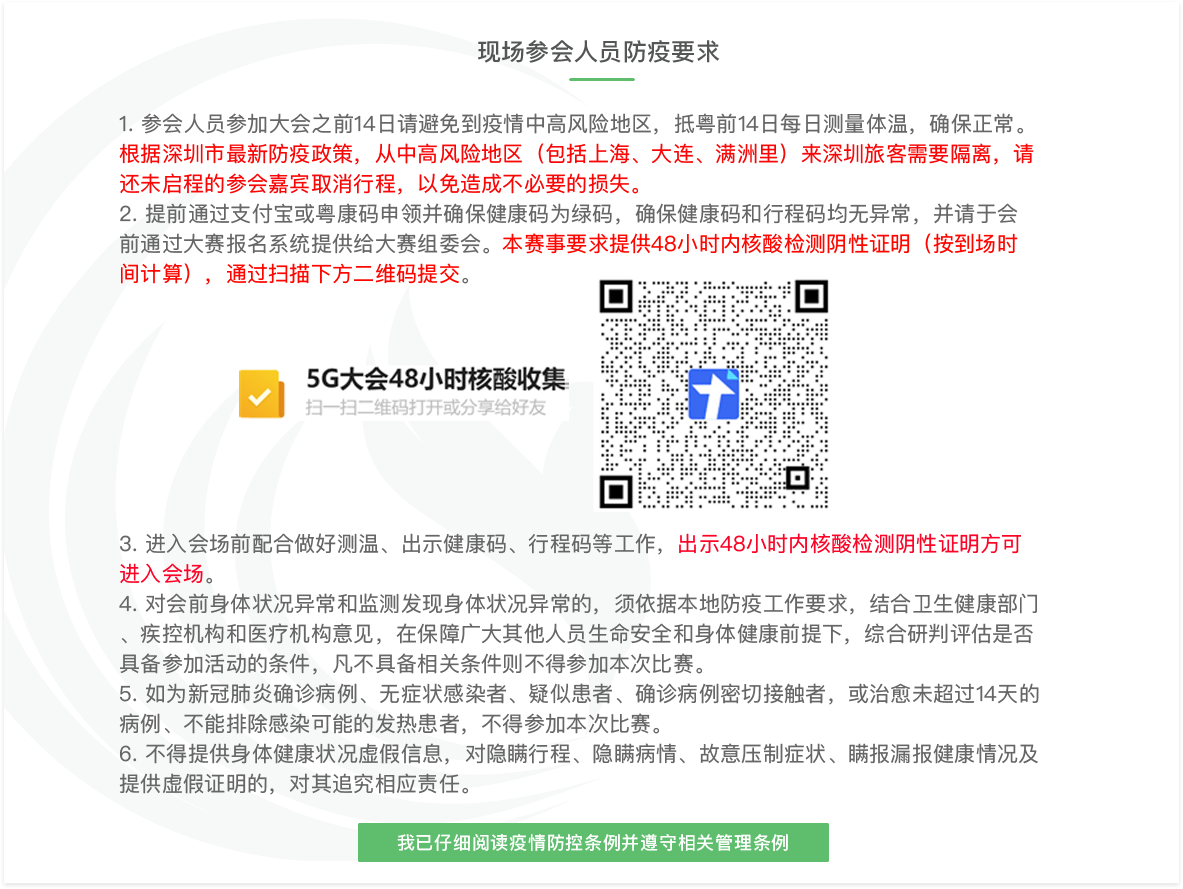 现场参会人员防疫要求
1. 参会人员参加大会之前14日请避免到疫情中高风险地区，抵粤前14日每日测量体温，确保正常。
根据深圳市最新防疫政策，从中高风险地区（包括上海、大连、满洲里）来深圳旅客需要隔离，请
还未启程的参会嘉宾取消行程，以免造成不必要的损失。
2. 提前通过支付宝或粤康码申领并确保健康码为绿码，确保健康码和行程码均无异常，并请于会
前通过大赛报名系统提供给大赛组委会。本赛事要求提供48小时内核酸检测阴性证明（按到场时
间计算），通过扫描下方二维码提交。
5G大会48小时核酸收集
扫一扫二维码打开或分享给好友
3. 进入会场前配合做好测温、出示健康码、行程码等工作，出示48小时内核酸检测阴性证明方可
进入会场。
4. 对会前身体状况异常和监测发现身体状况异常的，须依据本地防疫工作要求，结合卫生健康部门
、疾控机构和医疗机构意见，在保障广大其他人员生命安全和身体健康前提下，综合研判评估是否
具备参加活动的条件，凡不具备相关条件则不得参加本次比赛。
5. 如为新冠肺炎确诊病例、无症状感染者、疑似患者、确诊病例密切接触者，或治愈未超过14天的
病例、不能排除感染可能的发热患者，不得参加本次比赛。
6. 不得提供身体健康状况虚假信息，对隐瞒行程、隐瞒病情、故意压制症状、瞒报漏报健康情况及
提供虚假证明的，对其追究相应责任。
我已仔细阅读疫情防控条例并遵守相关管理条例